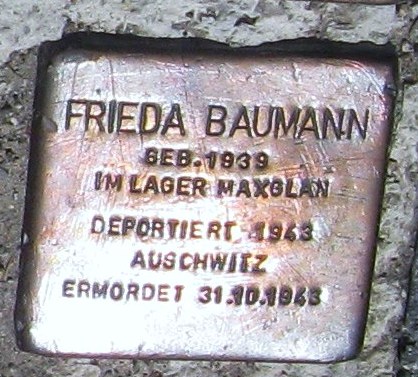 FRIEDA BAUMANN
GEB. 1939
IM LAGER MAXGLAN
DEPORTIERT 1943
AUSCHWITZ
ERMORDET 31.10.1943